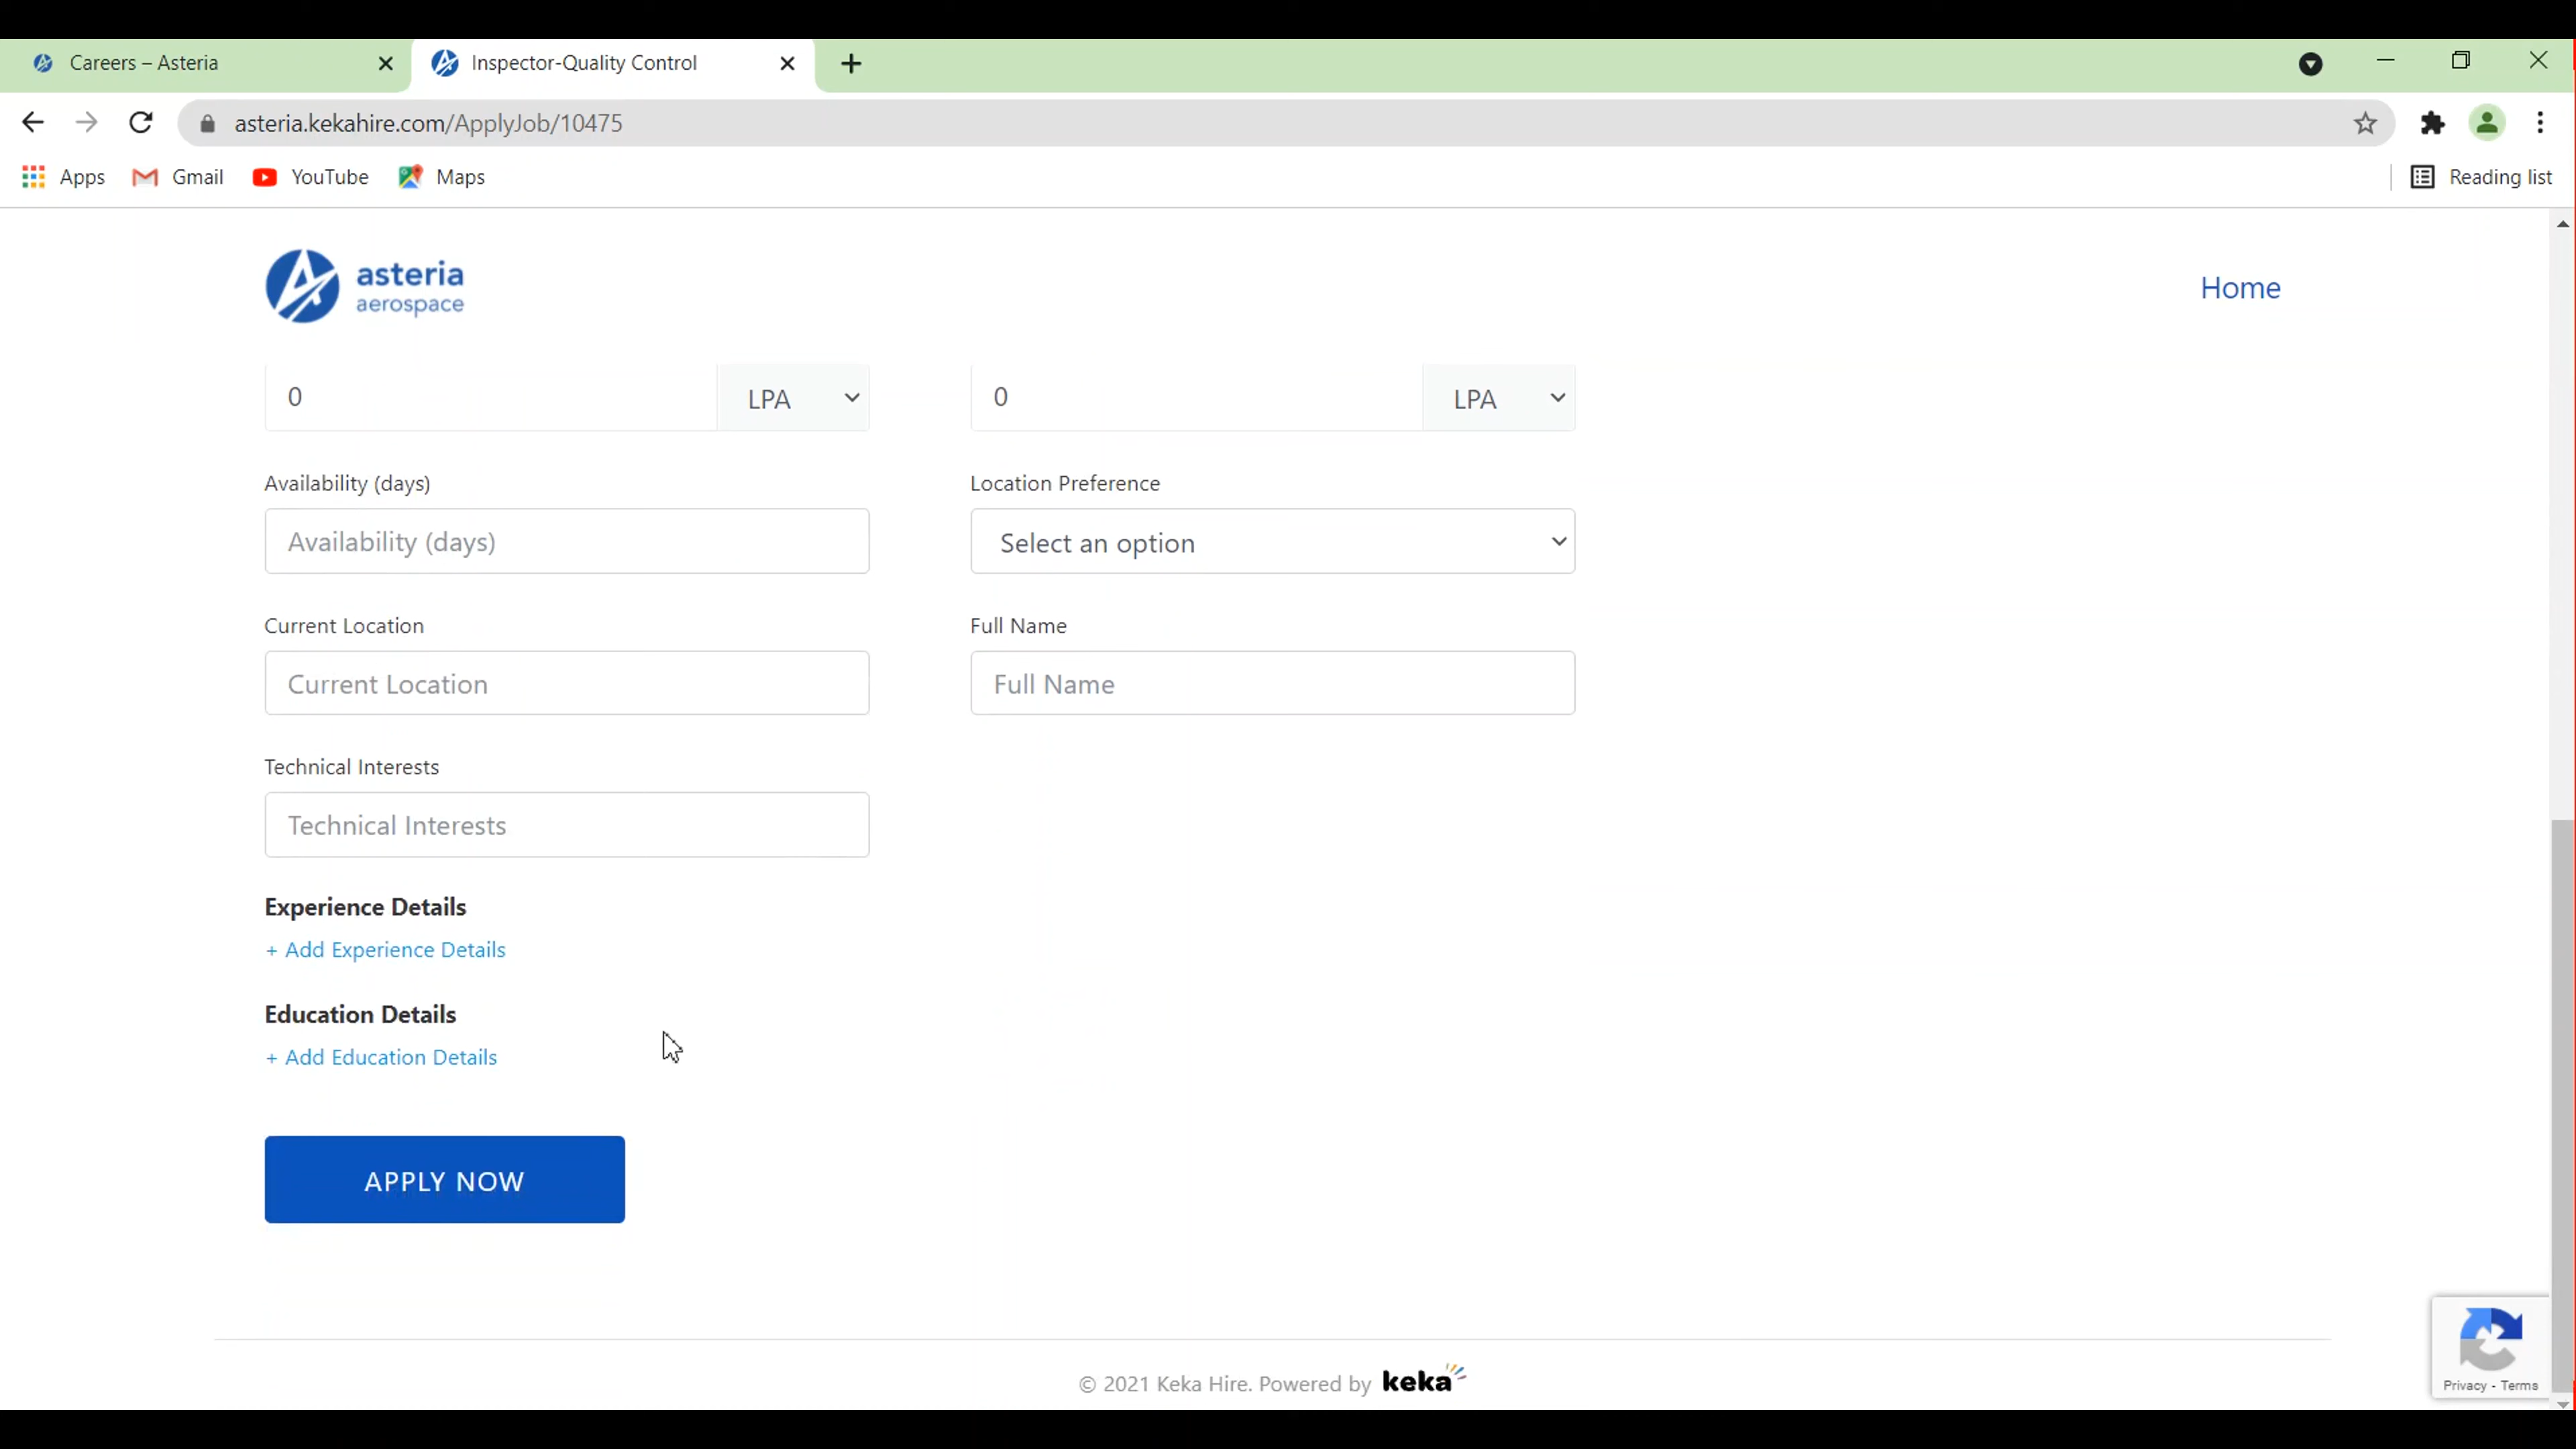 Careers – Asteria
Inspector-Quality Control
asteria.kekahire.com/ApplyJob/10475
Apps
Gmail
YouTube
Maps
Reading list
asteria
aerospace
Home
0
LPA
0
LPA
Availability (days)
Location Preference
Availability (days)
Select an option
Current Location
Full Name
Current Location
Full Name
Technical Interests
Technical Interests
Experience Details
+ Add Experience Details
Education Details
+ Add Education Details
APPLY NOW
© 2021 Keka Hire. Powered by keka
Privacy - Terms